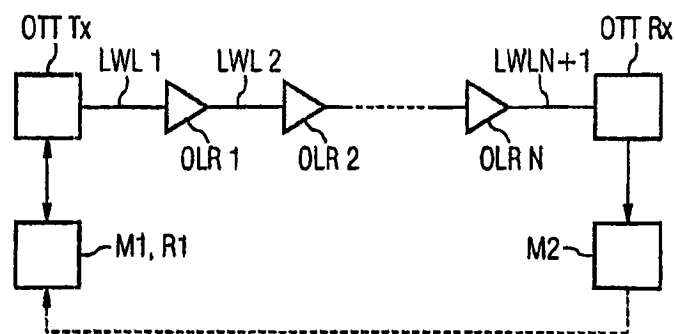 OTT Tx
OTT Rx
LWL 1
LWL 2
LWLN+1
OLR 1
OLR 2
OLR N
M1, R1
M2